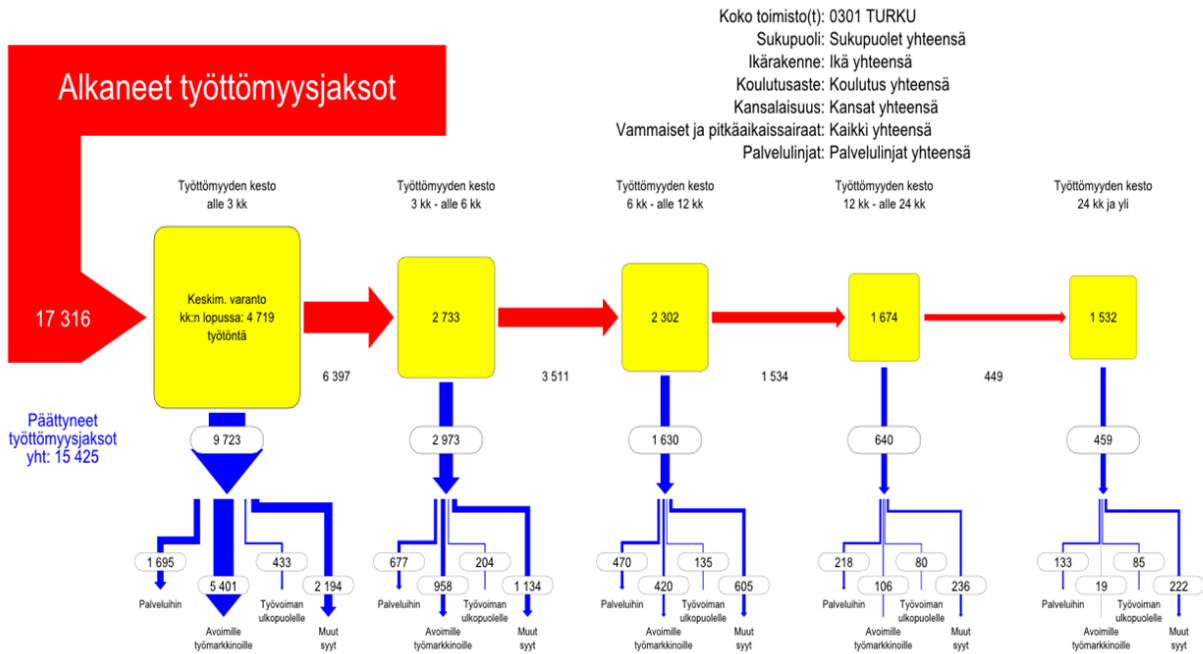 Koko toimisto(t): 0301 TURKU
Sukupuoli: Sukupuolet yhteensä
Ikärakenne: Ikä yhteensä
Koulutusaste: Koulutus yhteensä
Kansalaisuus: Kansat yhteensä
Vammaiset ja pitkäaikaissairaat: Kaikki yhteensä
Palvelulinjat: Palvelulinjat yhteensä
Alkaneet työttömyysjaksot
Työttömyyden kesto
alle 3 kk
Työttömyyden kesto
3 kk - alle 6 kk
Työttömyyden kesto
6 kk - alle 12 kk
Työttömyyden kesto
12 kk - alle 24 kk
Työttömyyden kesto
24 kk ja yli
17 316
Keskim. varanto
kk:n lopussa: 4 719
työtöntä
2 733
2 302
1 674
1 532
6 397
3 511
1 534
449
Päättyneet
työttömyysjaksot
yht: 15 425
9 723
2 973
1 630
640
459
1 695
433
5 401
2 194
Palveluihin
Työvoiman
ulkopuolelle
Avoimille
työmarkkinoille
Muut
syyt
677
204
958
1 134
Palveluihin
Työvoiman
ulkopuolelle
Avoimille
työmarkkinoille
Muut
syyt
470
135
420
605
Palveluihin
Työvoiman
ulkopuolelle
Avoimille
työmarkkinoille
Muut
syyt
218
80
106
236
Palveluihin
Työvoiman
ulkopuolelle
Avoimille
työmarkkinoille
Muut
syyt
133
85
19
222
Palveluihin
Työvoiman
ulkopuolelle
Avoimille
työmarkkinoille
Muut
syyt